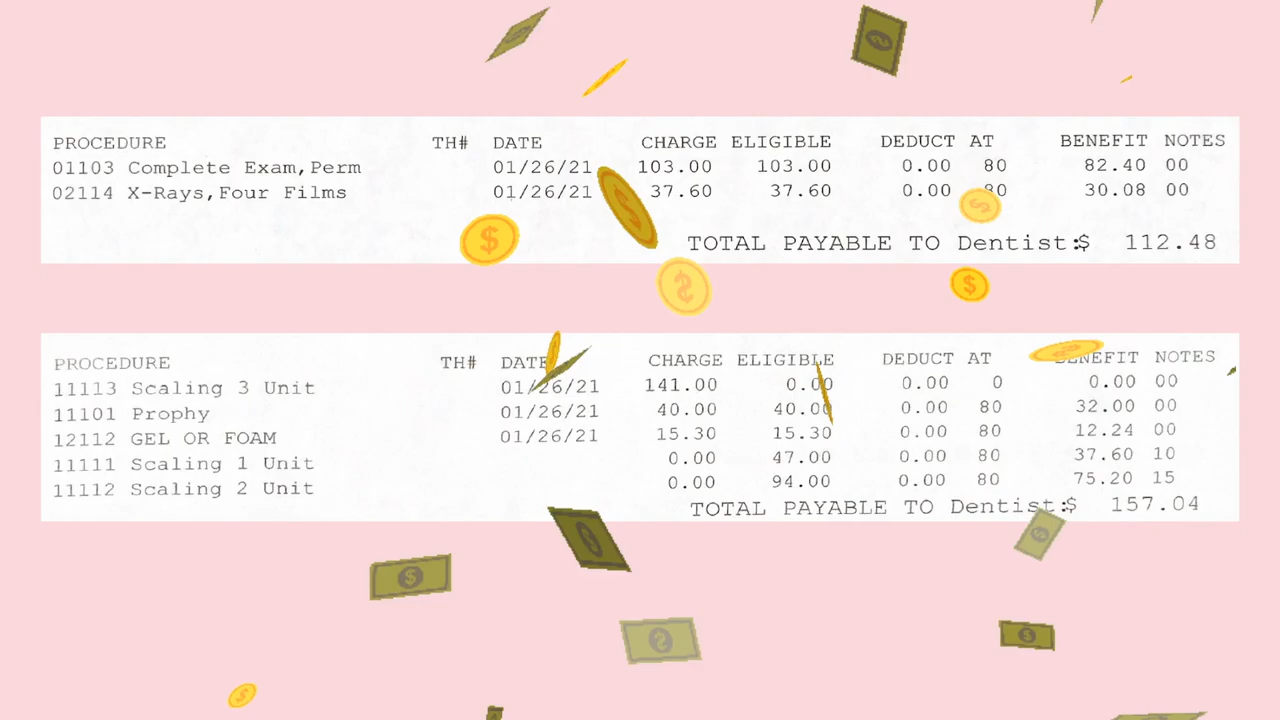 PROCEDURE TH# DATE CHARGE ELIGIBLE DEDUCT AT BENEFIT NOTES
01103 Complete Exam,Perm 01/26/21 103.00 103.00 0.00 80 82.40 00
02114 X-Rays,Four Films 01/26/21 37.60 37.60 0.00 80 30.08 00
TOTAL PAYABLE TO Dentist:$ 112.48
PROCEDURE TH# DATE CHARGE ELIGIBLE DEDUCT AT BENEFIT NOTES
11113 Scaling 3 Unit 01/26/21 141.00 0.00 0.00 0 0.00 00
11101 Prophy 01/26/21 40.00 40.00 0.00 80 32.00 00
12112 GEL OR FOAM 01/26/21 15.30 15.30 0.00 80 12.24 00
11111 Scaling 1 Unit 0.00 47.00 0.00 80 37.60 10
11112 Scaling 2 Unit 0.00 94.00 0.00 80 75.20 15
TOTAL PAYABLE TO Dentist:$ 157.04